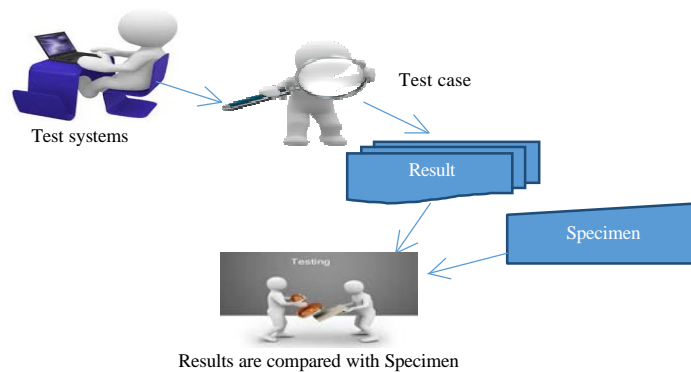 Test case
Test systems
Result
Specimen
Testing
Results are compared with Specimen